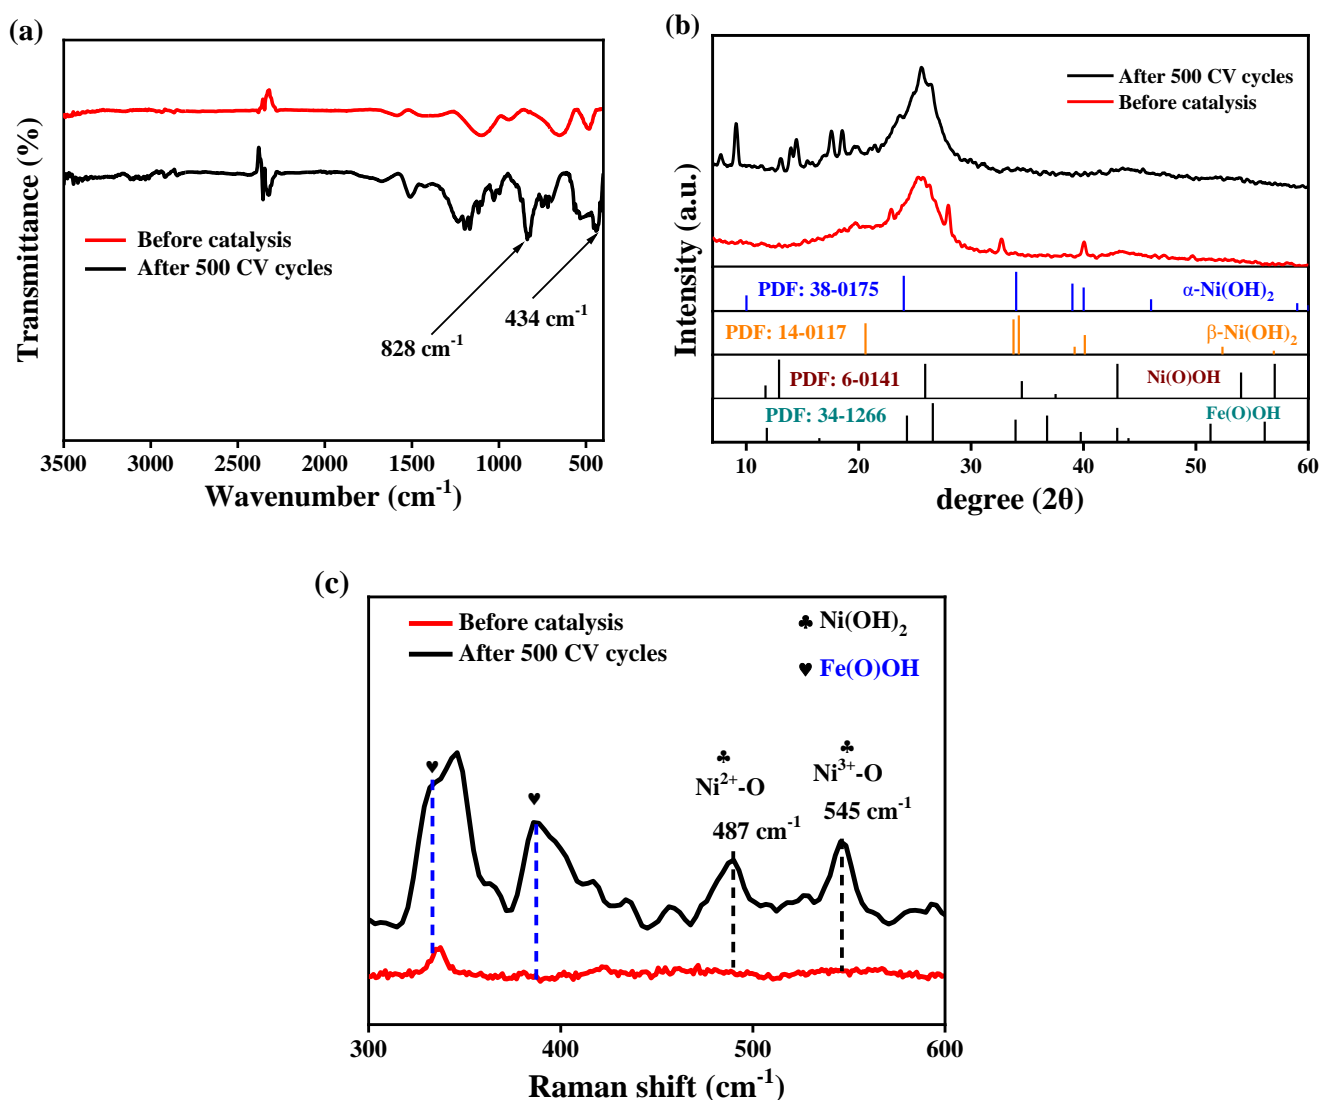 (a)
Transmittance (%)
Before catalysis
After 500 CV cycles
828 cm⁻¹
434 cm⁻¹
3500 3000 2500 2000 1500 1000 500
Wavenumber (cm⁻¹)
(b)
Intensity (a.u.)
After 500 CV cycles
Before catalysis
PDF: 38-0175 α-Ni(OH)₂
PDF: 14-0117 β-Ni(OH)₂
PDF: 6-0141 Ni(O)OH
PDF: 34-1266 Fe(O)OH
10 20 30 40 50 60
degree (2θ)
(c)
Before catalysis
After 500 CV cycles
♣ Ni(OH)₂
♥ Fe(O)OH
♥
♥
♣
Ni²⁺-O
487 cm⁻¹
♣
Ni³⁺-O
545 cm⁻¹
300 400 500 600
Raman shift (cm⁻¹)